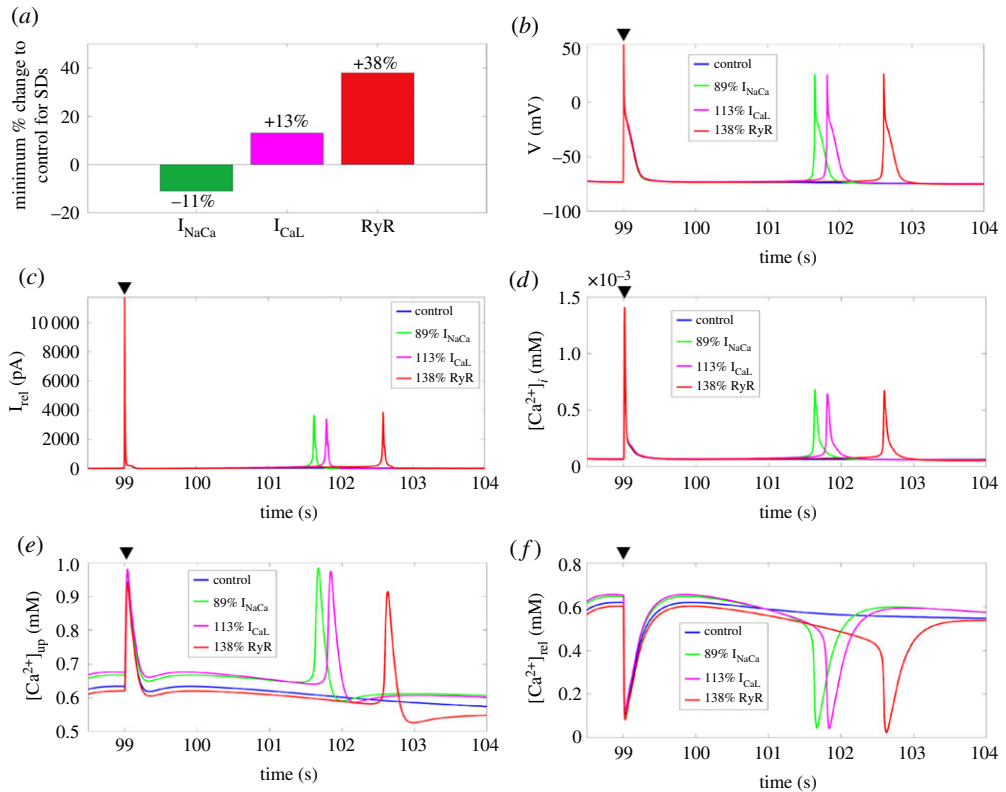 (a)
minimum % change to
control for SDs
40
20
0
−20
−11%
+13%
+38%
I_NaCa
I_CaL
RyR
(b)
V (mV)
50
0
−50
−100
control
89% I_NaCa
113% I_CaL
138% RyR
99 100 101 102 103 104
time (s)
(c)
I_rel (pA)
10 000
8000
6000
4000
2000
0
control
89% I_NaCa
113% I_CaL
138% RyR
99 100 101 102 103 104
time (s)
(d)
×10⁻³
[Ca²⁺]_i (mM)
1.5
1.0
0.5
0
control
89% I_NaCa
113% I_CaL
138% RyR
99 100 101 102 103 104
time (s)
(e)
[Ca²⁺]_up (mM)
1.0
0.9
0.8
0.7
0.6
0.5
control
89% I_NaCa
113% I_CaL
138% RyR
99 100 101 102 103 104
time (s)
(f)
[Ca²⁺]_rel (mM)
0.8
0.6
0.4
0.2
0
control
89% I_NaCa
113% I_CaL
138% RyR
99 100 101 102 103 104
time (s)